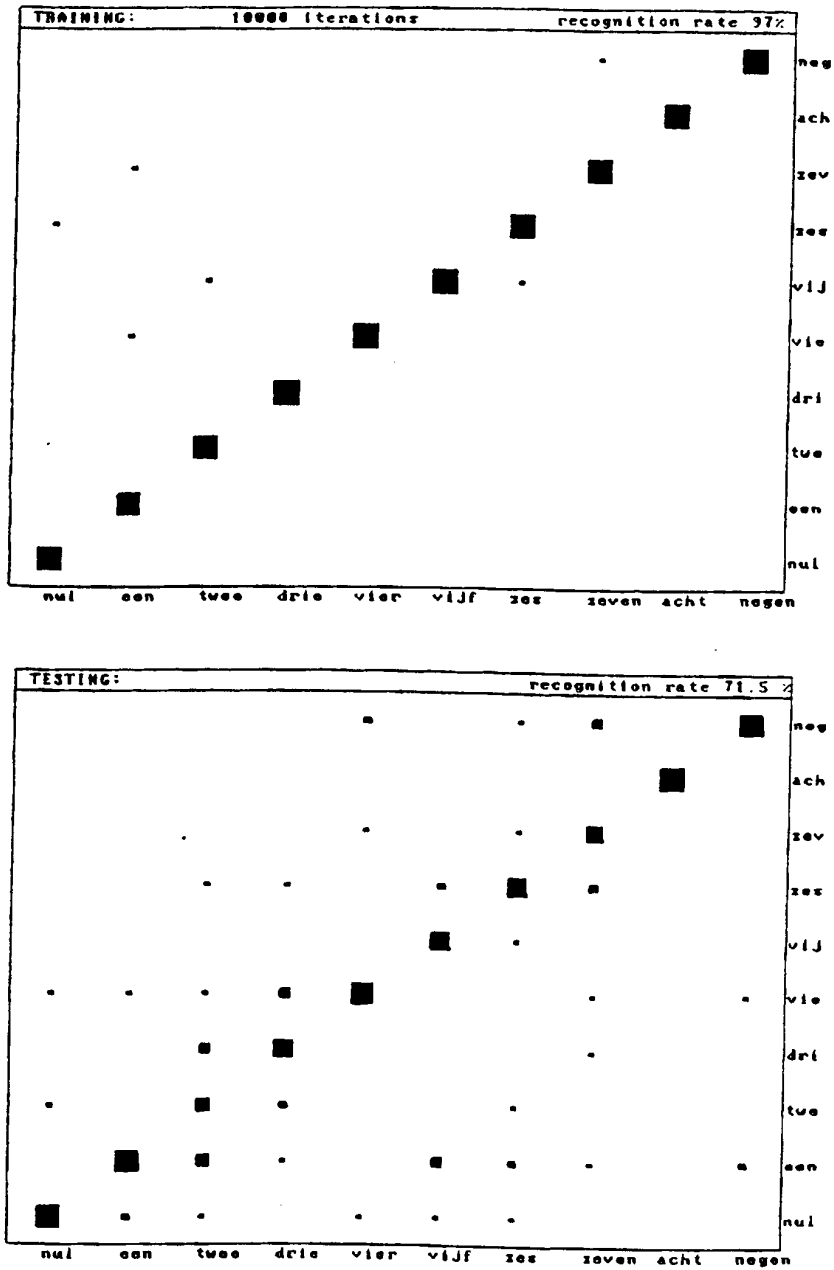 TRAINING: 10000 iterations recognition rate 97%
neg
ach
zev
zes
vij
vie
dri
twe
een
nul
nul een twee drie vier vijf zes zeven acht negen
TESTING: recognition rate 71.5 %
neg
ach
zev
zes
vij
vie
dri
twe
een
nul
nul een twee drie vier vijf zes zeven acht negen